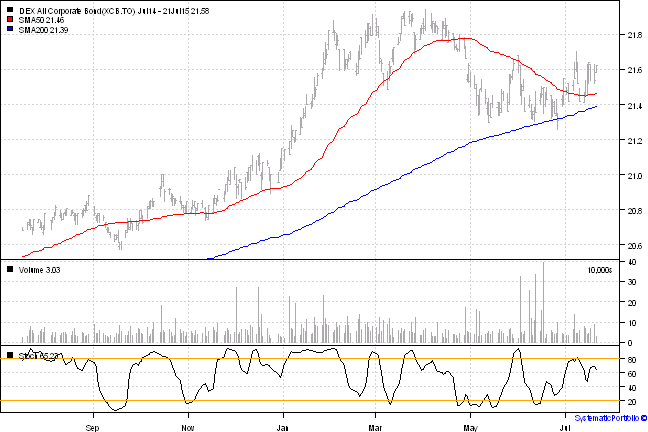 DEX All Corporate Bond(XCB.TO) Jul14 - 21Jul15 21.58
SMA50 21.46
SMA200 21.39
21.8
21.6
21.4
21.2
21.0
20.8
20.6
Volume 3.03
10,000s
40
30
20
10
0
80
60
40
20
Sep
Nov
Jan
Mar
May
Jul
SystematicPortfolio ©